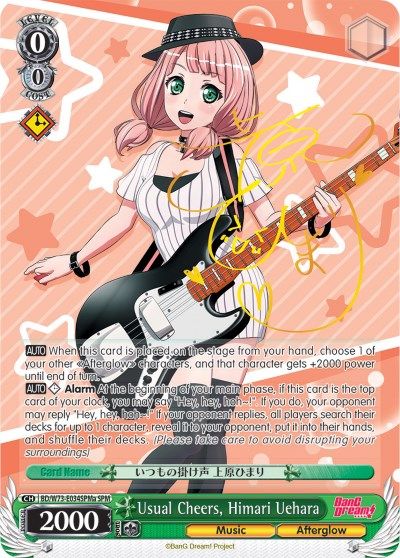 LEVEL
0
0
COST
AUTO When this card is placed on the stage from your hand, choose 1 of
your other «Afterglow» characters, and that character gets +2000 power
until end of turn.
AUTO Alarm At the beginning of your main phase, if this card is the top
card of your clock, you may say "Hey, hey, hoh–!". If you do, your opponent
may reply "Hey, hey, hoh–!" If your opponent replies, all players search their
decks for up to 1 character, reveal it to your opponent, put it into their hands,
and shuffle their decks. (Please take care to avoid disrupting your
surroundings)
Card Name いつもの掛け声 上原ひまり
CH BD/W73-E034SPMa SPM
Usual Cheers, Himari Uehara
BanG Dream!
2000
Music
Afterglow
©BanG Dream! Project